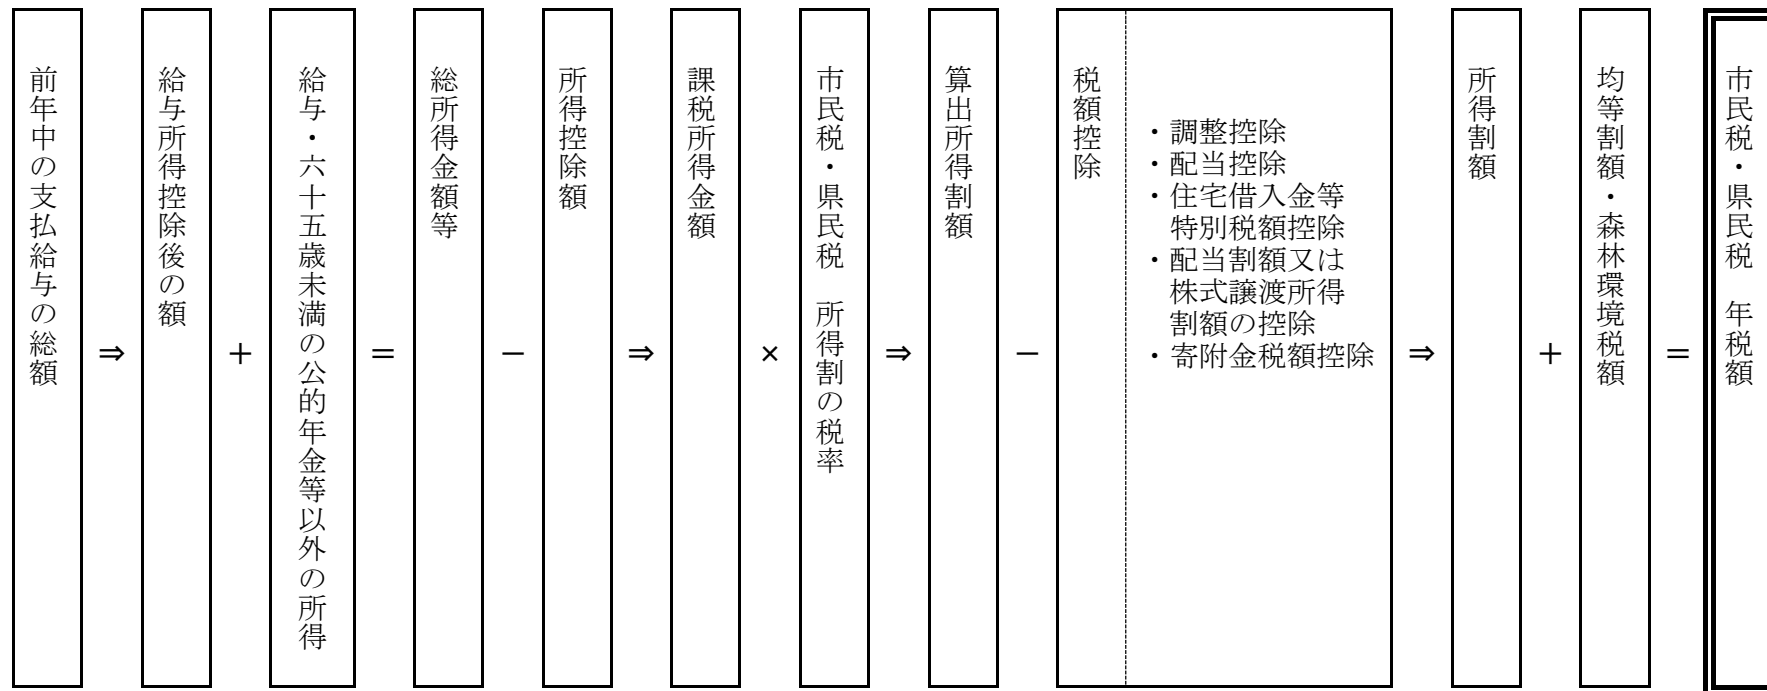 前年中の支払給与の総額
⇒
給与所得控除後の額
＋
給与・六十五歳未満の公的年金等以外の所得
＝
総所得金額等
－
所得控除額
⇒
課税所得金額
×
市民税・県民税　所得割の税率
⇒
算出所得割額
－
税額控除
・調整控除
・配当控除
・住宅借入金等
特別税額控除
・配当割額又は
株式譲渡所得
割額の控除
・寄附金税額控除
⇒
所得割額
＋
均等割額・森林環境税額
＝
市民税・県民税　年税額